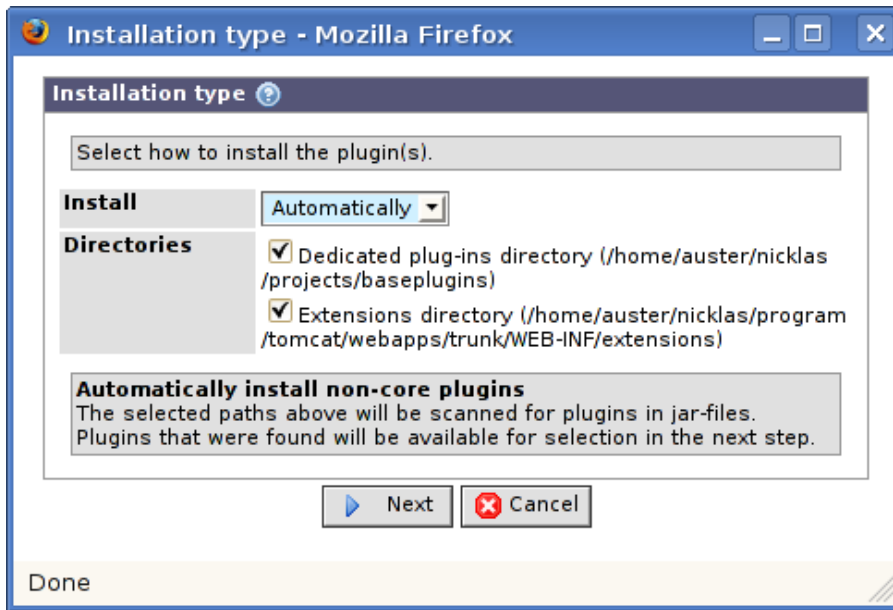 Installation type - Mozilla Firefox
Installation type
Select how to install the plugin(s).
Install
Automatically
Directories
Dedicated plug-ins directory (/home/auster/nicklas
/projects/baseplugins)
Extensions directory (/home/auster/nicklas/program
/tomcat/webapps/trunk/WEB-INF/extensions)
Automatically install non-core plugins
The selected paths above will be scanned for plugins in jar-files.
Plugins that were found will be available for selection in the next step.
Next
Cancel
Done